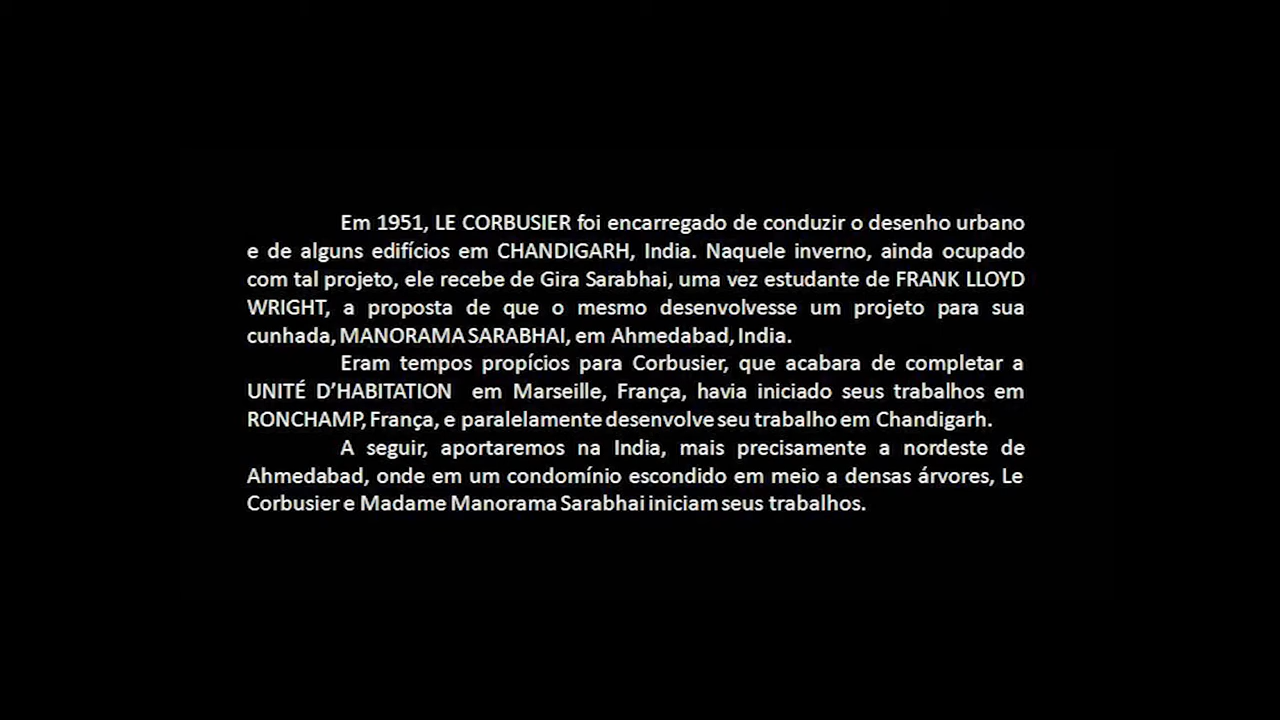 Em 1951, LE CORBUSIER foi encarregado de conduzir o desenho urbano
e de alguns edifícios em CHANDIGARH, India. Naquele inverno, ainda ocupado
com tal projeto, ele recebe de Gira Sarabhai, uma vez estudante de FRANK LLOYD
WRIGHT, a proposta de que o mesmo desenvolvesse um projeto para sua
cunhada, MANORAMA SARABHAI, em Ahmedabad, India.
Eram tempos propícios para Corbusier, que acabara de completar a
UNITÉ D’HABITATION em Marseille, França, havia iniciado seus trabalhos em
RONCHAMP, França, e paralelamente desenvolve seu trabalho em Chandigarh.
A seguir, aportaremos na India, mais precisamente a nordeste de
Ahmedabad, onde em um condomínio escondido em meio a densas árvores, Le
Corbusier e Madame Manorama Sarabhai iniciam seus trabalhos.